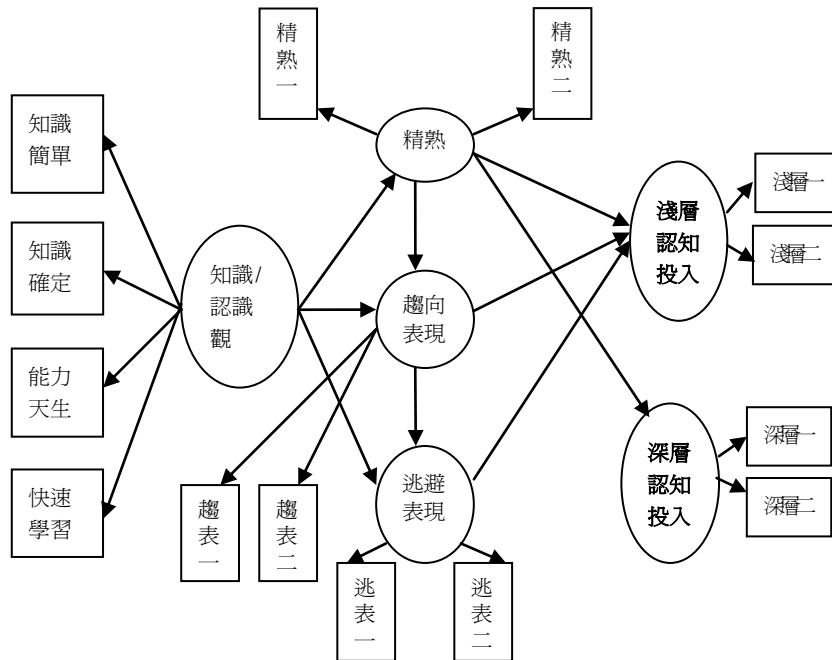 精
熟
一
精
熟
二
知識
簡單
精熟
淺層一
淺層
認知
投入
知識
確定
淺層二
知識/
認識
觀
趨向
表現
能力
天生
深層一
深層
認知
投入
逃避
表現
深層二
快速
學習
趨
表
一
趨
表
二
逃
表
一
逃
表
二